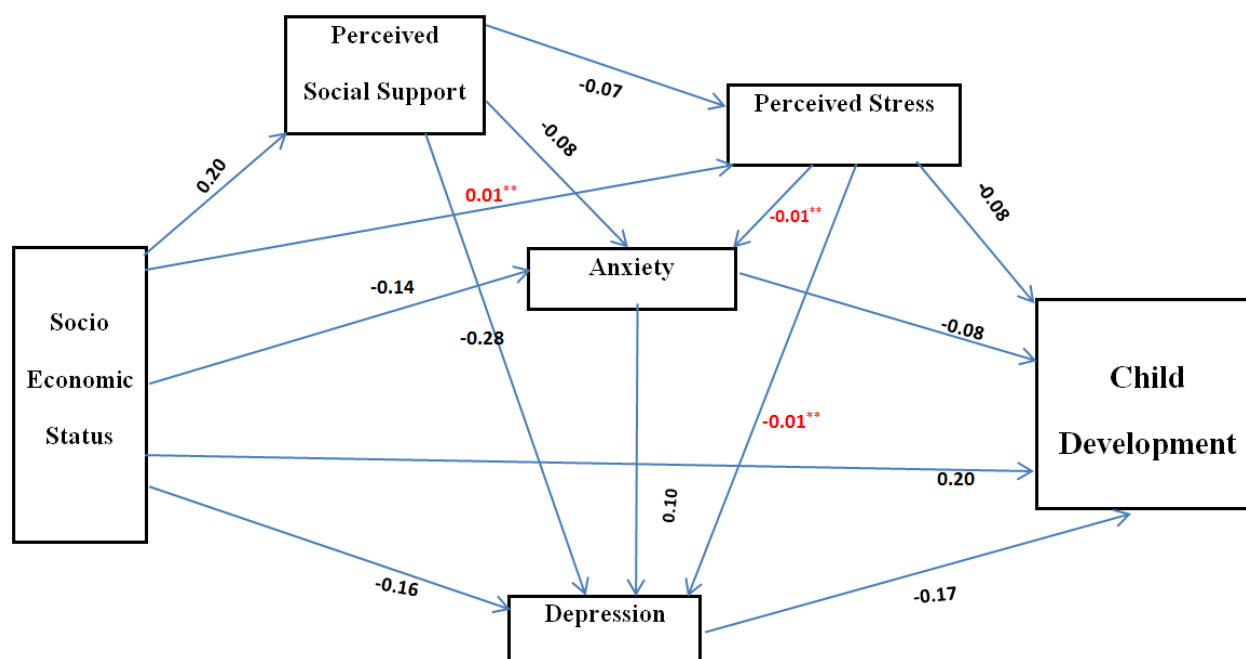 Perceived
Social Support
-0.07
Perceived Stress
-0.08
0.20
0.01**
-0.01**
-0.08
Anxiety
Socio
Economic
Status
-0.14
-0.28
-0.08
Child
Development
-0.01**
0.20
0.10
-0.16
Depression
-0.17